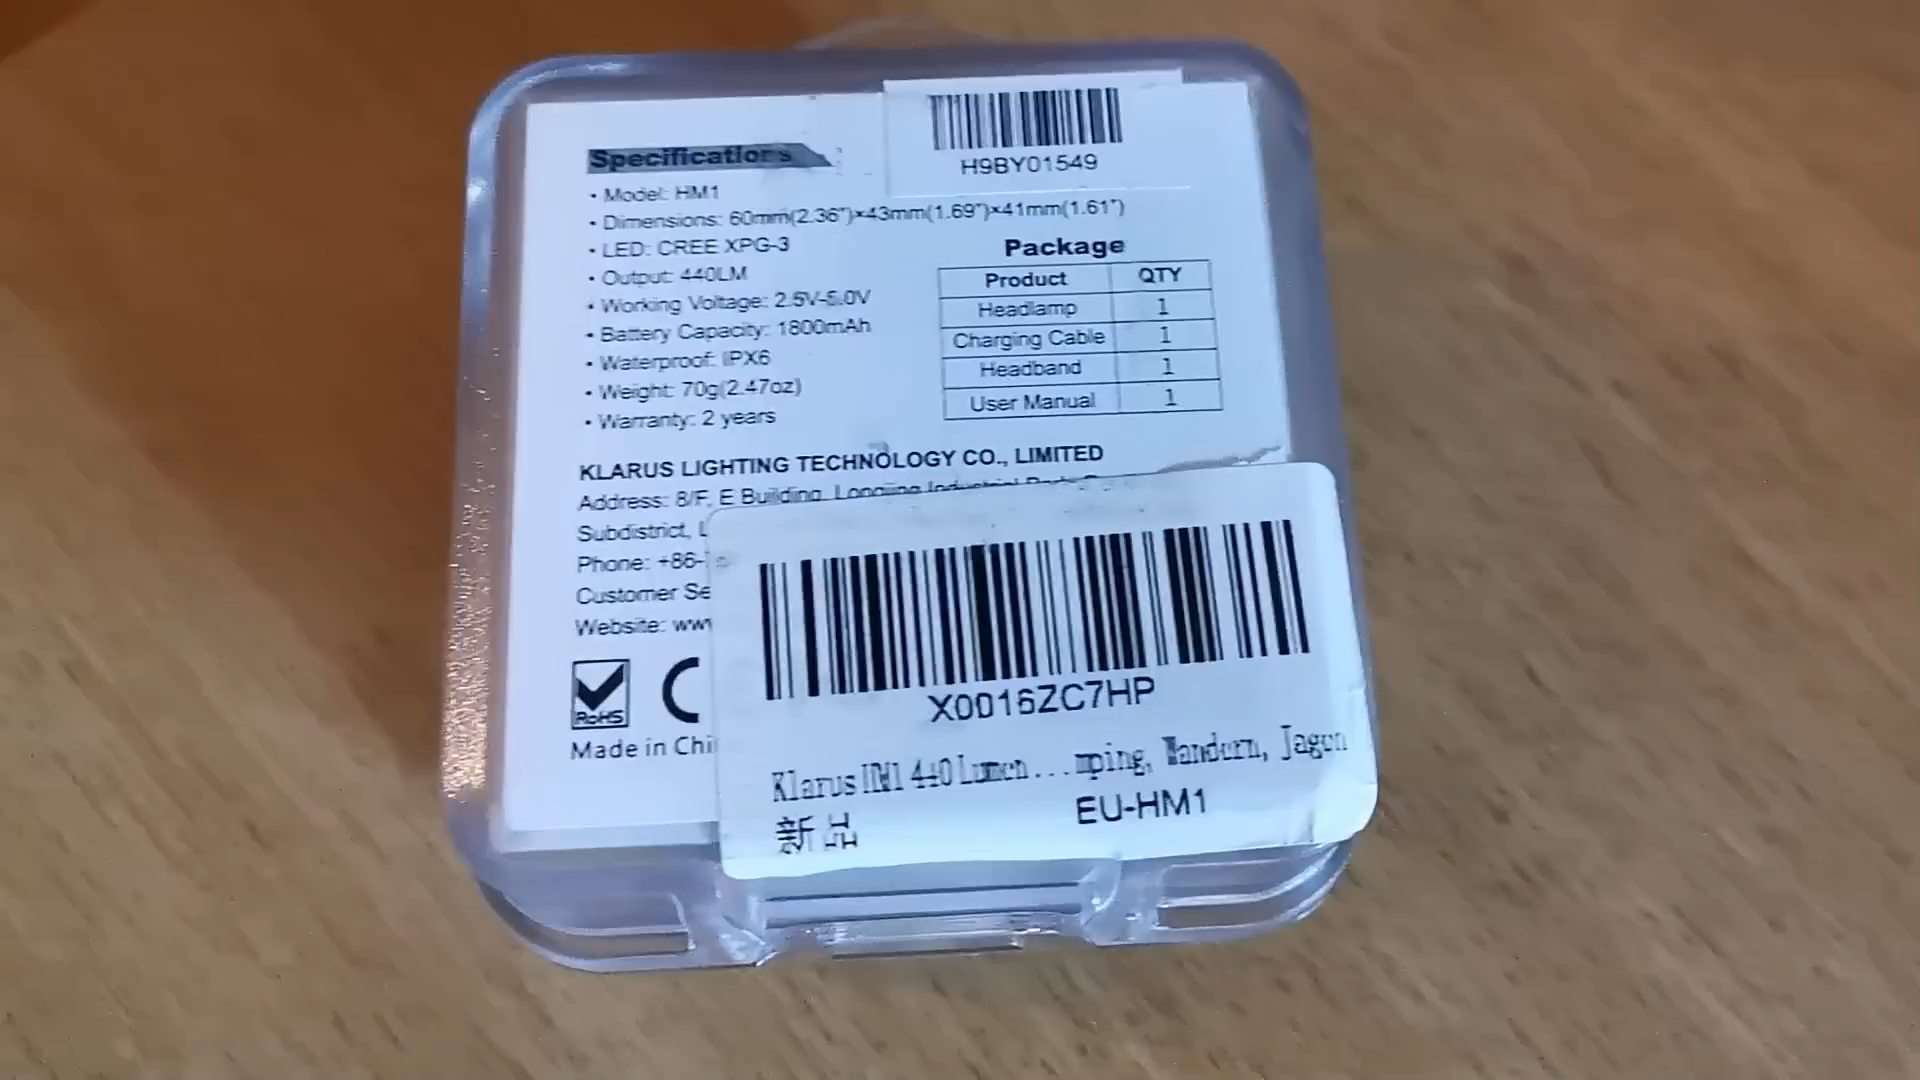 Specifications
H9BY01549
• Model: HM1
• Dimensions: 60mm(2.36")×43mm(1.69")×41mm(1.61")
• LED: CREE XPG-3
• Output: 440LM
• Working Voltage: 2.5V-5.0V
• Battery Capacity: 1800mAh
• Waterproof: IPX6
• Weight: 70g(2.47oz)
• Warranty: 2 years
Package
Product QTY
Headlamp 1
Charging Cable 1
Headband 1
User Manual 1
KLARUS LIGHTING TECHNOLOGY CO., LIMITED
Address: 8/F, E Building, Longjing Industrial
Subdistrict,
Phone: +86-
Customer Se
Website: www
RoHS
Made in Chi
X0016ZC7HP
Klarus HM1 440 Lumen...mping, Wandern, Jagen
新品
EU-HM1